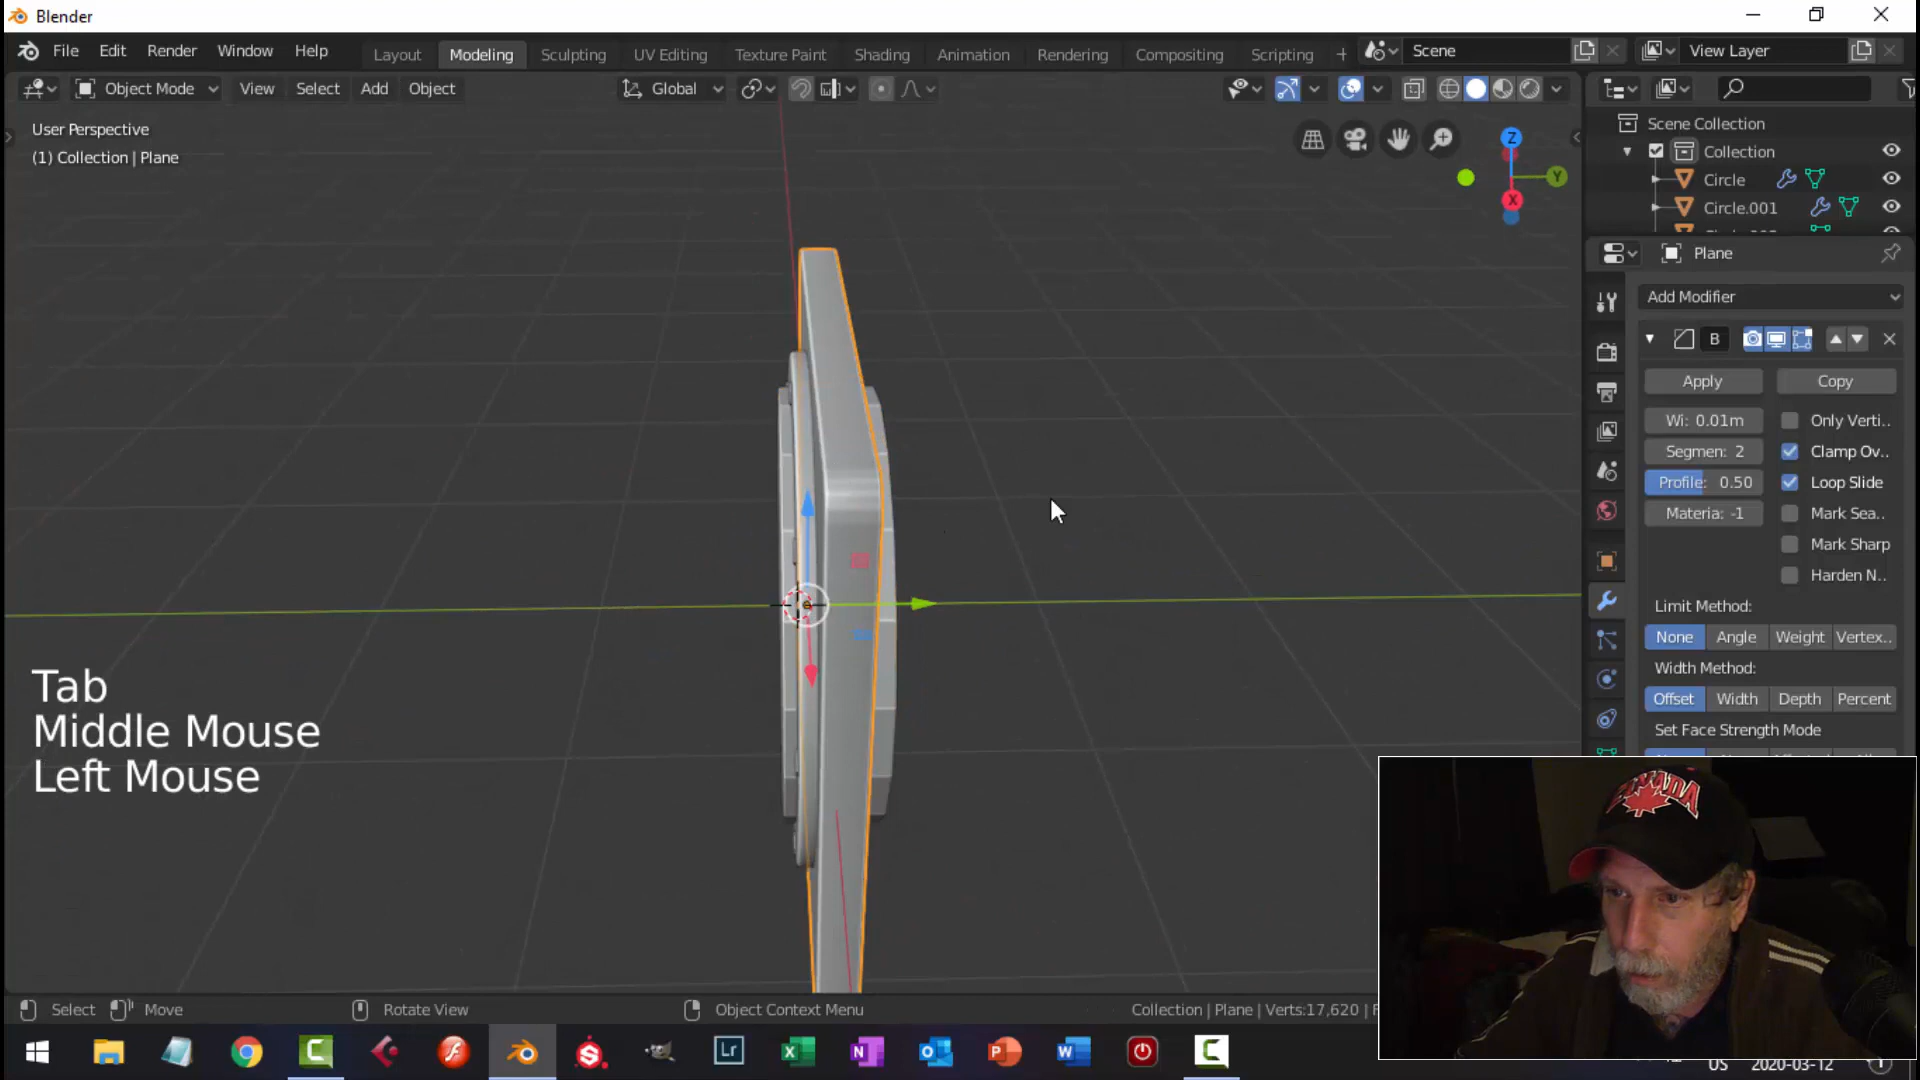 Blender
File Edit Render Window Help
Layout Modeling Sculpting UV Editing Texture Paint Shading Animation Rendering Compositing Scripting +
Scene
View Layer
Object Mode View Select Add Object
Global
User Perspective
(1) Collection | Plane
Z
Y
X
Scene Collection
Collection
Circle
Circle.001
Plane
Add Modifier
B
Apply Copy
Wi: 0.01m Only Verti..
Segmen: 2 Clamp Ov..
Profile: 0.50 Loop Slide
Materia: -1 Mark Sea..
Mark Sharp
Harden N..
Limit Method:
None Angle Weight Vertex..
Width Method:
Offset Width Depth Percent
Set Face Strength Mode
Tab
Middle Mouse
Left Mouse
CANADA
Select Move Rotate View Object Context Menu
Collection | Plane | Verts:17,620 | F
Lr
US 2020-03-12